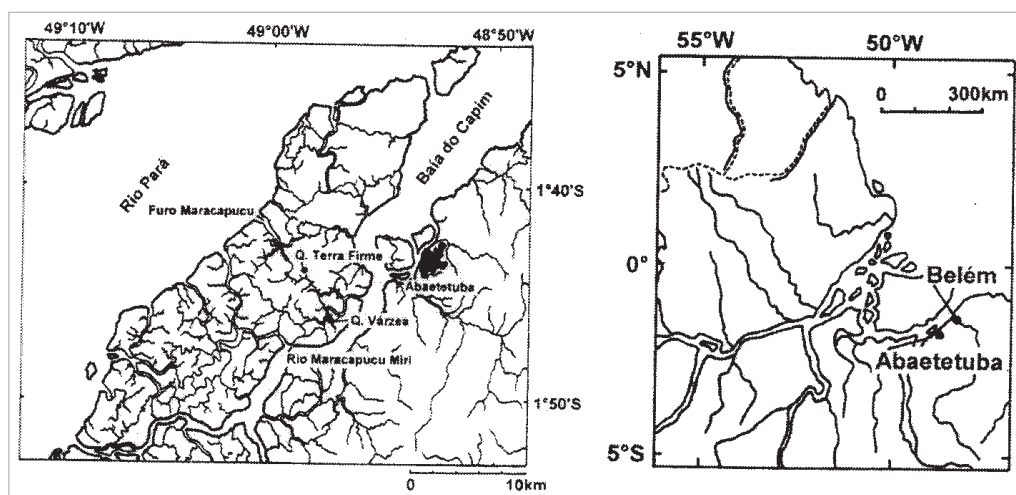 49°10'W
49°00'W
48°50'W
Rio Pará
Baía do Capim
1°40'S
Furo Maracapucu
Q. Terra Firme
Abaetetuba
Q. Várzea
Rio Maracapucu Miri
1°50'S
0 10km
55°W 50°W
5°N
0 300km
0°
Belém
Abaetetuba
5°S